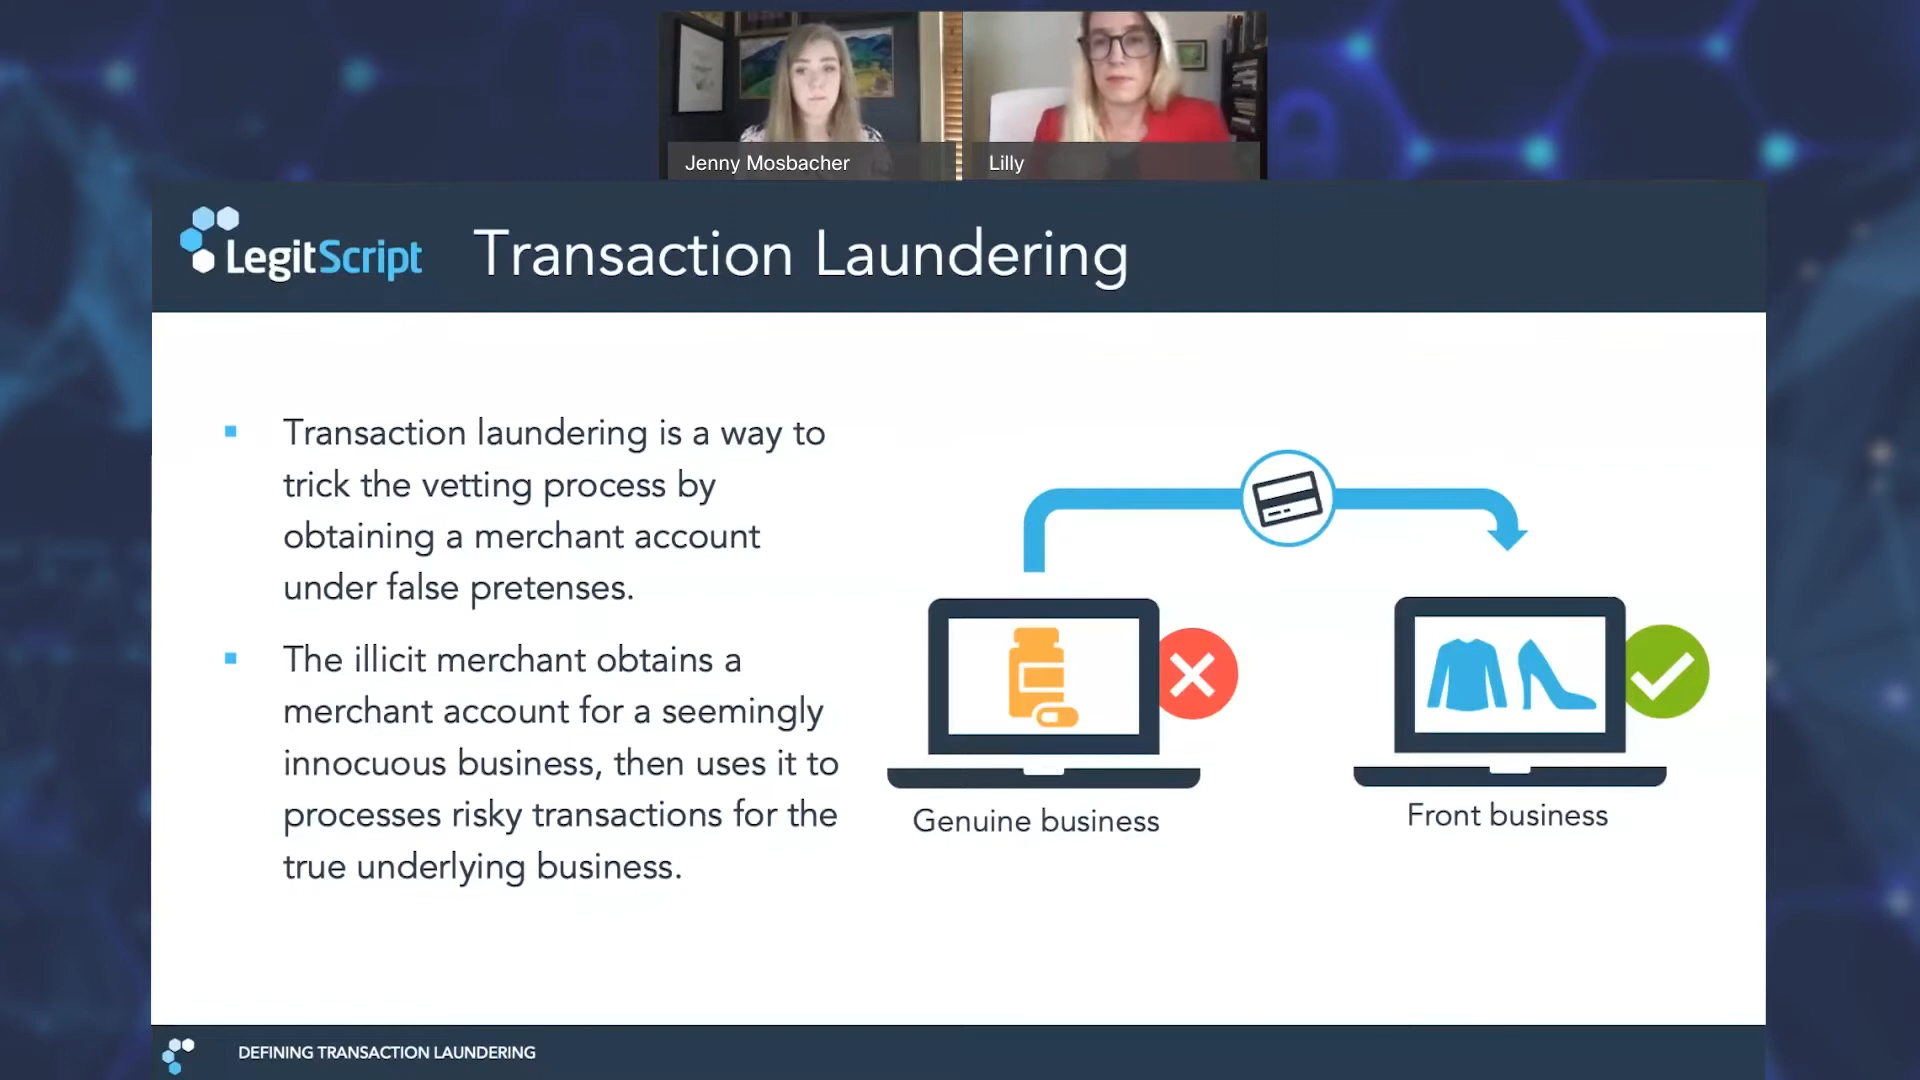 Jenny Mosbacher
Lilly
LegitScript
Transaction Laundering
Transaction laundering is a way to
trick the vetting process by
obtaining a merchant account
under false pretenses.
The illicit merchant obtains a
merchant account for a seemingly
innocuous business, then uses it to
processes risky transactions for the
true underlying business.
Genuine business
Front business
DEFINING TRANSACTION LAUNDERING